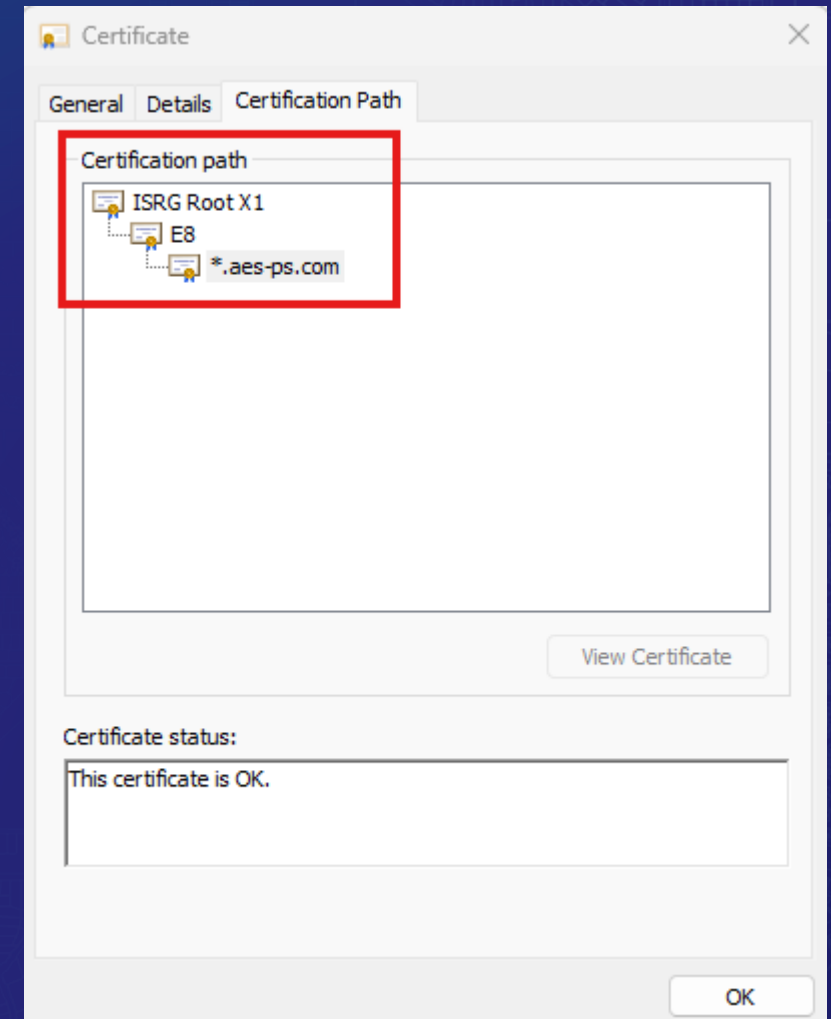 Certificate
General Details Certification Path
Certification path
ISRG Root X1
E8
*.aes-ps.com
View Certificate
Certificate status:
This certificate is OK.
OK